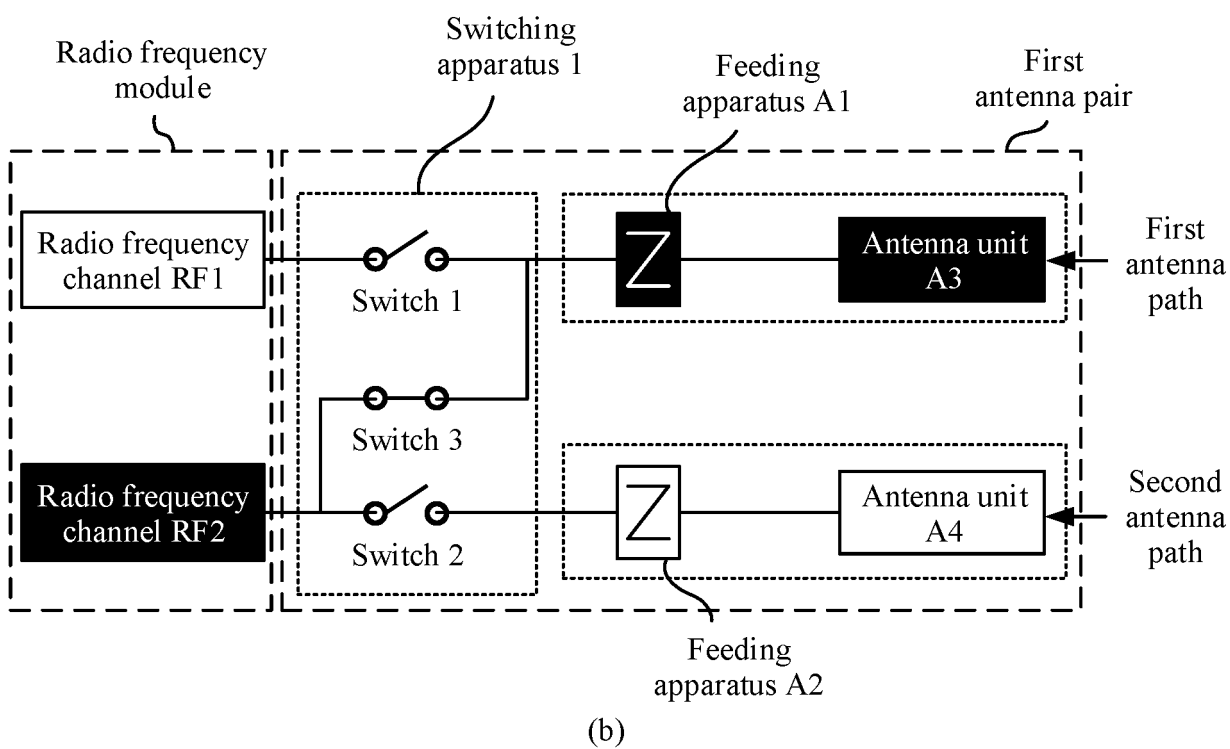 Radio frequency
module
Switching
apparatus 1
Feeding
apparatus A1
First
antenna pair
Radio frequency
channel RF1
Switch 1
Antenna unit
A3
First
antenna
path
Switch 3
Radio frequency
channel RF2
Switch 2
Antenna unit
A4
Second
antenna
path
Feeding
apparatus A2
(b)